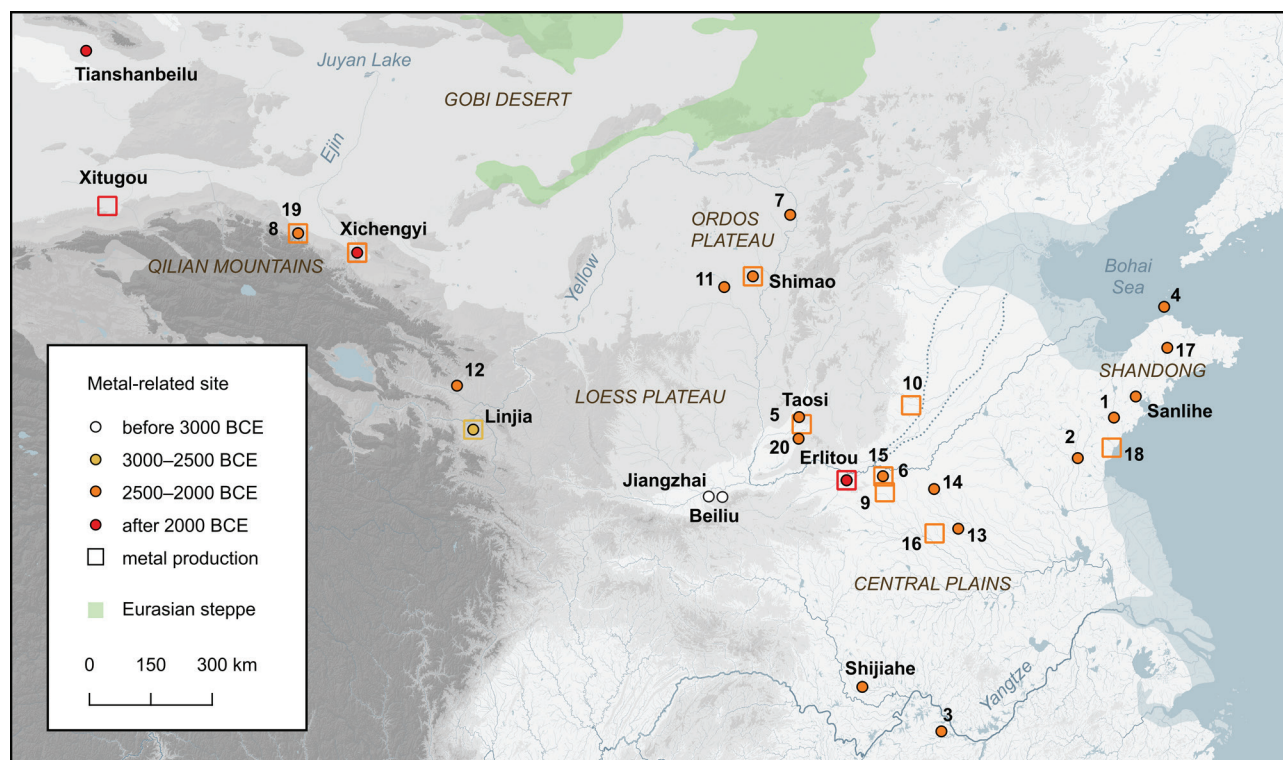 Tianshanbeilu
Juyan Lake
GOBI DESERT
Ejin
Xitugou
19
8
Xichengyi
QILIAN MOUNTAINS
7
ORDOS
PLATEAU
Yellow
11
Shimao
Bohai
Sea
4
17
SHANDONG
Sanlihe
1
2
18
12
Linjia
LOESS PLATEAU
10
Taosi
5
20
Erlitou
15
6
9
14
13
16
Jiangzhai
Beiliu
CENTRAL PLAINS
Shijiahe
Yangtze
3
Metal-related site
before 3000 BCE
3000–2500 BCE
2500–2000 BCE
after 2000 BCE
metal production
Eurasian steppe
0 150 300 km